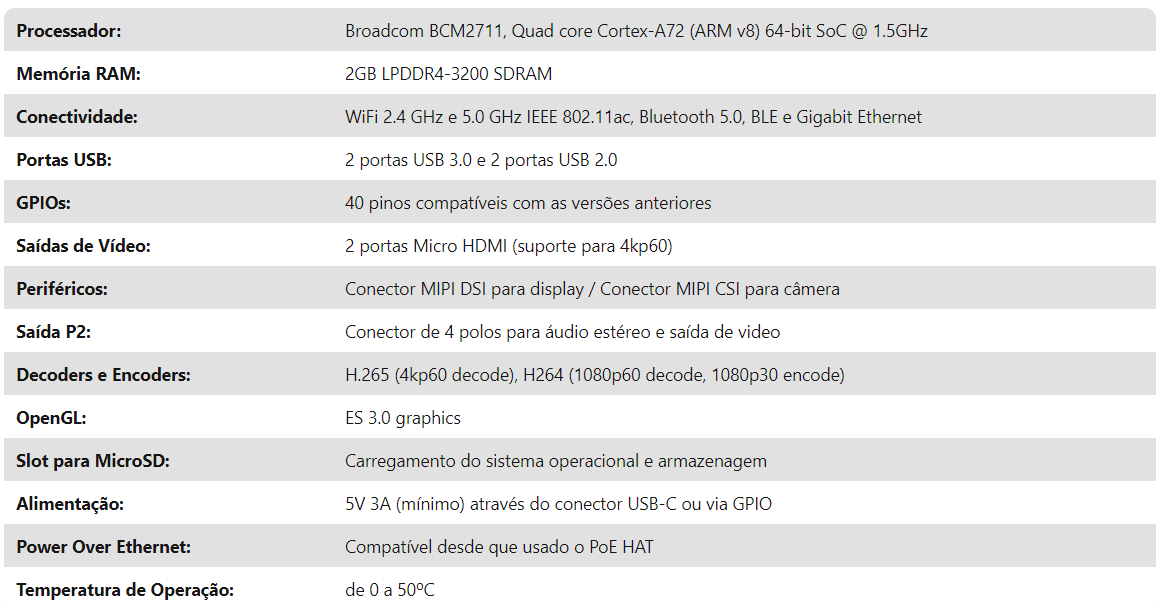 Processador: Broadcom BCM2711, Quad core Cortex-A72 (ARM v8) 64-bit SoC @ 1.5GHz
Memória RAM: 2GB LPDDR4-3200 SDRAM
Conectividade: WiFi 2.4 GHz e 5.0 GHz IEEE 802.11ac, Bluetooth 5.0, BLE e Gigabit Ethernet
Portas USB: 2 portas USB 3.0 e 2 portas USB 2.0
GPIOs: 40 pinos compatíveis com as versões anteriores
Saídas de Vídeo: 2 portas Micro HDMI (suporte para 4kp60)
Periféricos: Conector MIPI DSI para display / Conector MIPI CSI para câmera
Saída P2: Conector de 4 polos para áudio estéreo e saída de video
Decoders e Encoders: H.265 (4kp60 decode), H264 (1080p60 decode, 1080p30 encode)
OpenGL: ES 3.0 graphics
Slot para MicroSD: Carregamento do sistema operacional e armazenagem
Alimentação: 5V 3A (mínimo) através do conector USB-C ou via GPIO
Power Over Ethernet: Compatível desde que usado o PoE HAT
Temperatura de Operação: de 0 a 50ºC